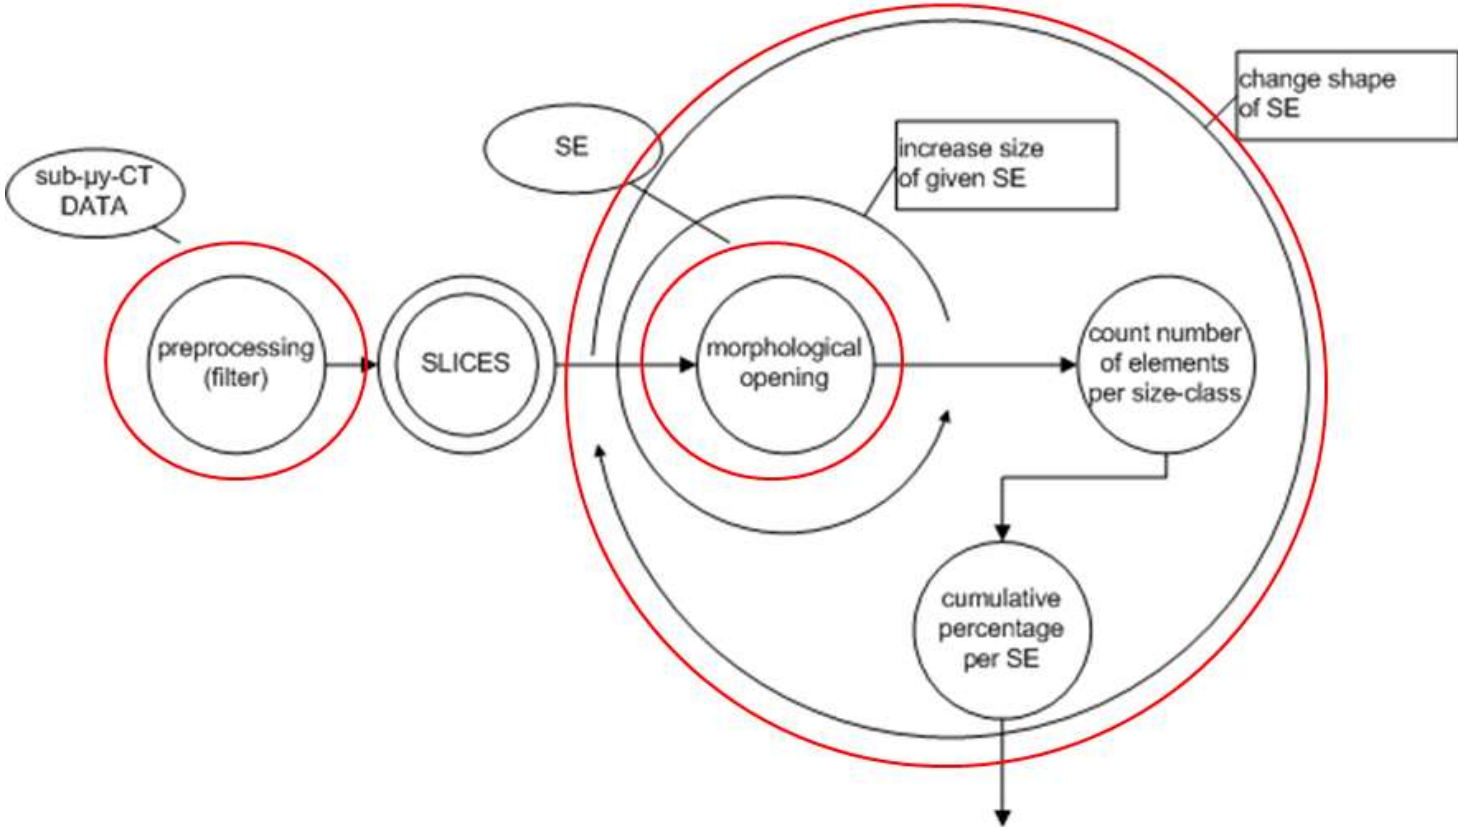 sub-µy-CT
DATA
preprocessing
(filter)
SLICES
SE
morphological
opening
increase size
of given SE
change shape
of SE
count number
of elements
per size-class
cumulative
percentage
per SE